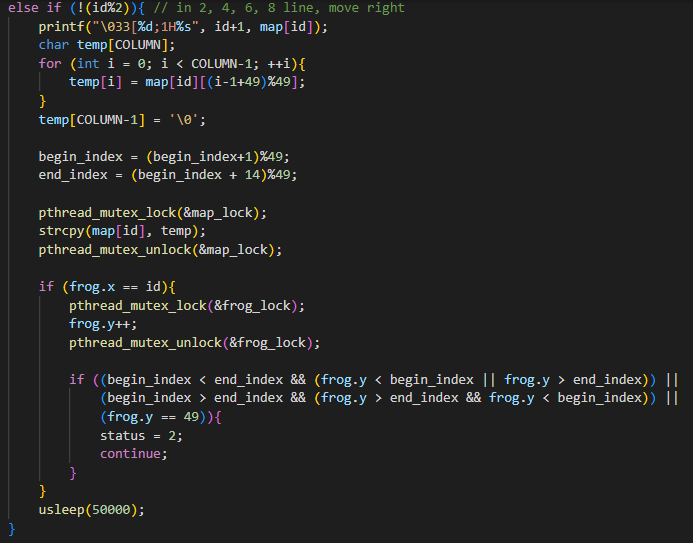 else if (!(id%2)){ // in 2, 4, 6, 8 line, move right
    printf("\033[%d;1H%s", id+1, map[id]);
    char temp[COLUMN];
    for (int i = 0; i < COLUMN-1; ++i){
        temp[i] = map[id][(i-1+49)%49];
    }
    temp[COLUMN-1] = '\0';

    begin_index = (begin_index+1)%49;
    end_index = (begin_index + 14)%49;

    pthread_mutex_lock(&map_lock);
    strcpy(map[id], temp);
    pthread_mutex_unlock(&map_lock);

    if (frog.x == id){
        pthread_mutex_lock(&frog_lock);
        frog.y++;
        pthread_mutex_unlock(&frog_lock);

        if ((begin_index < end_index && (frog.y < begin_index || frog.y > end_index)) ||
            (begin_index > end_index && (frog.y > end_index && frog.y < begin_index)) ||
            (frog.y == 49)){
            status = 2;
            continue;
        }
    }
    usleep(50000);
}